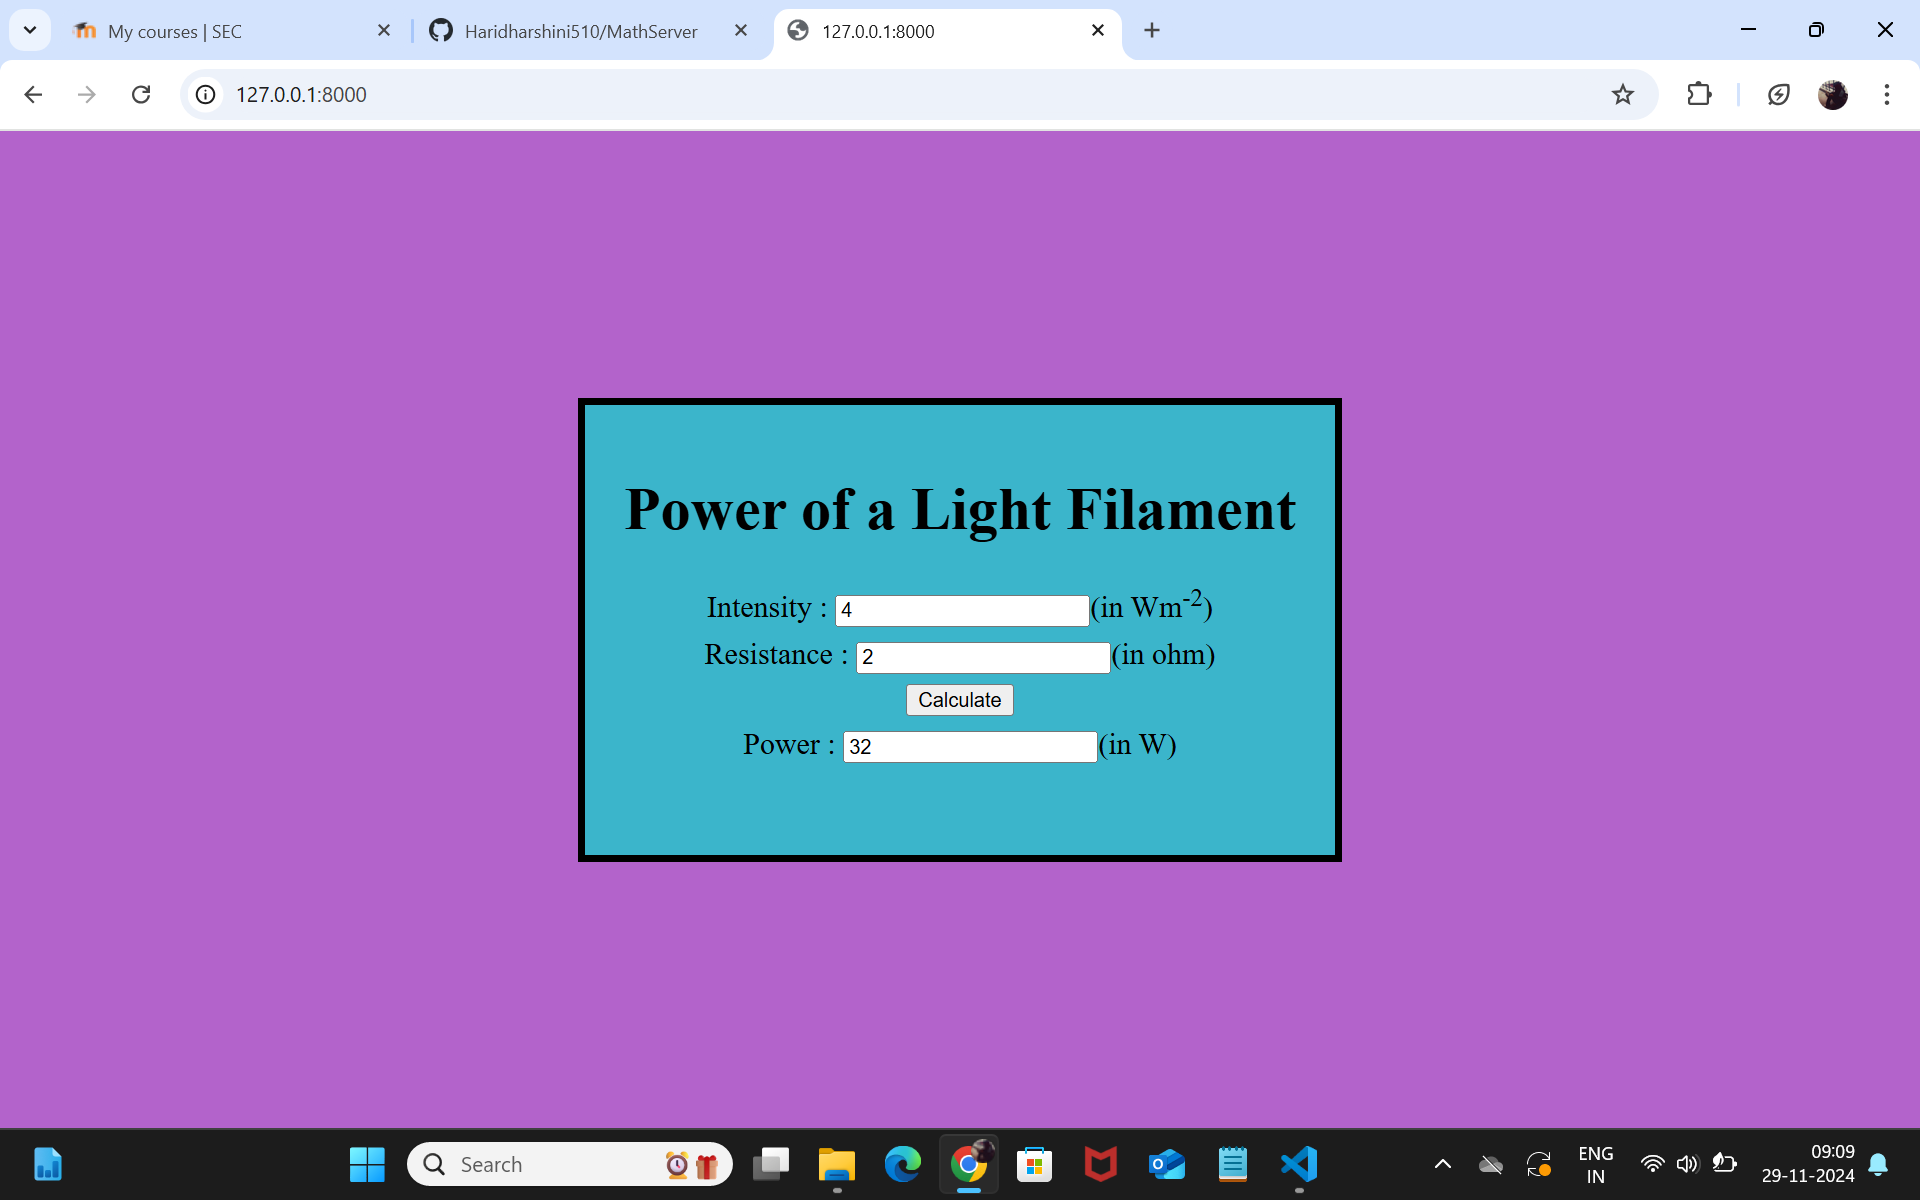 My courses | SEC
Haridharshini510/MathServer
127.0.0.1:8000
127.0.0.1:8000
Power of a Light Filament
Intensity : 4 (in Wm-2)
Resistance : 2 (in ohm)
Calculate
Power : 32 (in W)
Search
ENG
IN
09:09
29-11-2024